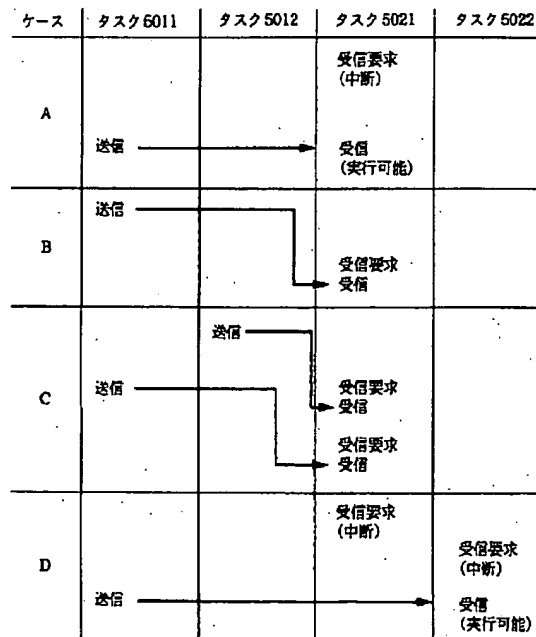 ケース タスク5011 タスク5012 タスク5021 タスク5022
受信要求
(中断)
A
送信 受信
(実行可能)
送信
B
受信要求
受信
送信
送信 受信要求
C 受信
受信要求
受信
受信要求
(中断)
受信要求
D (中断)
送信 受信
(実行可能)